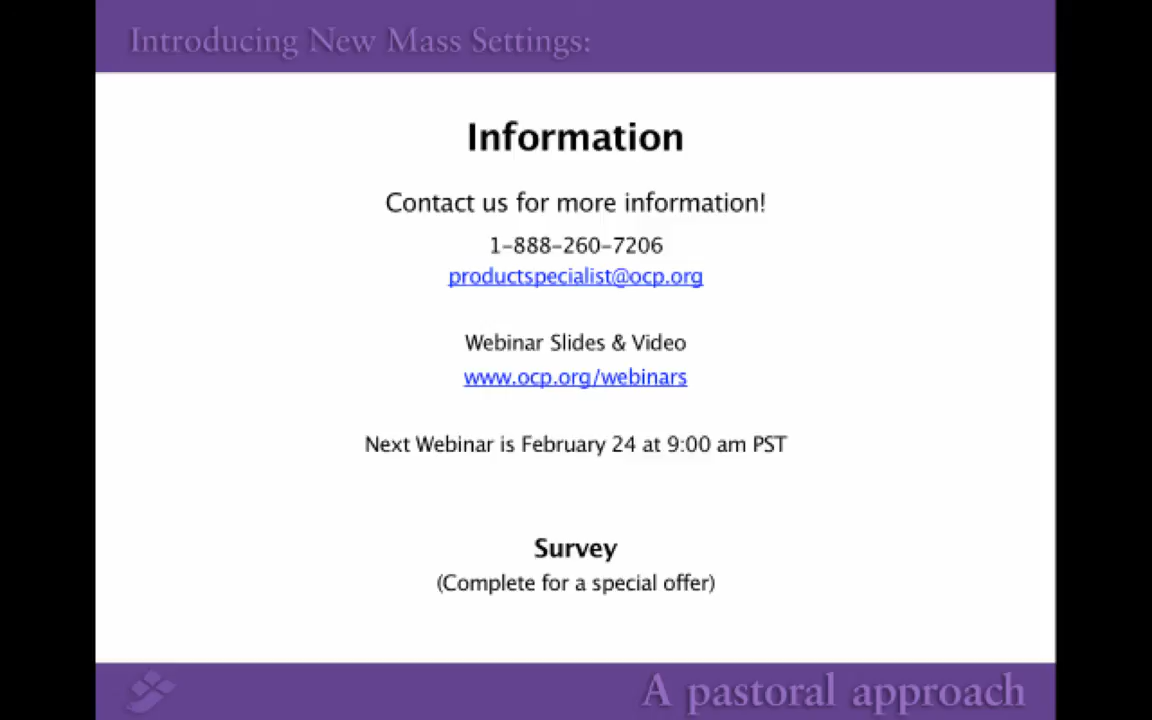 Introducing New Mass Settings:
Information
Contact us for more information!
1-888-260-7206
productspecialist@ocp.org
Webinar Slides & Video
www.ocp.org/webinars
Next Webinar is February 24 at 9:00 am PST
Survey
(Complete for a special offer)
A pastoral approach